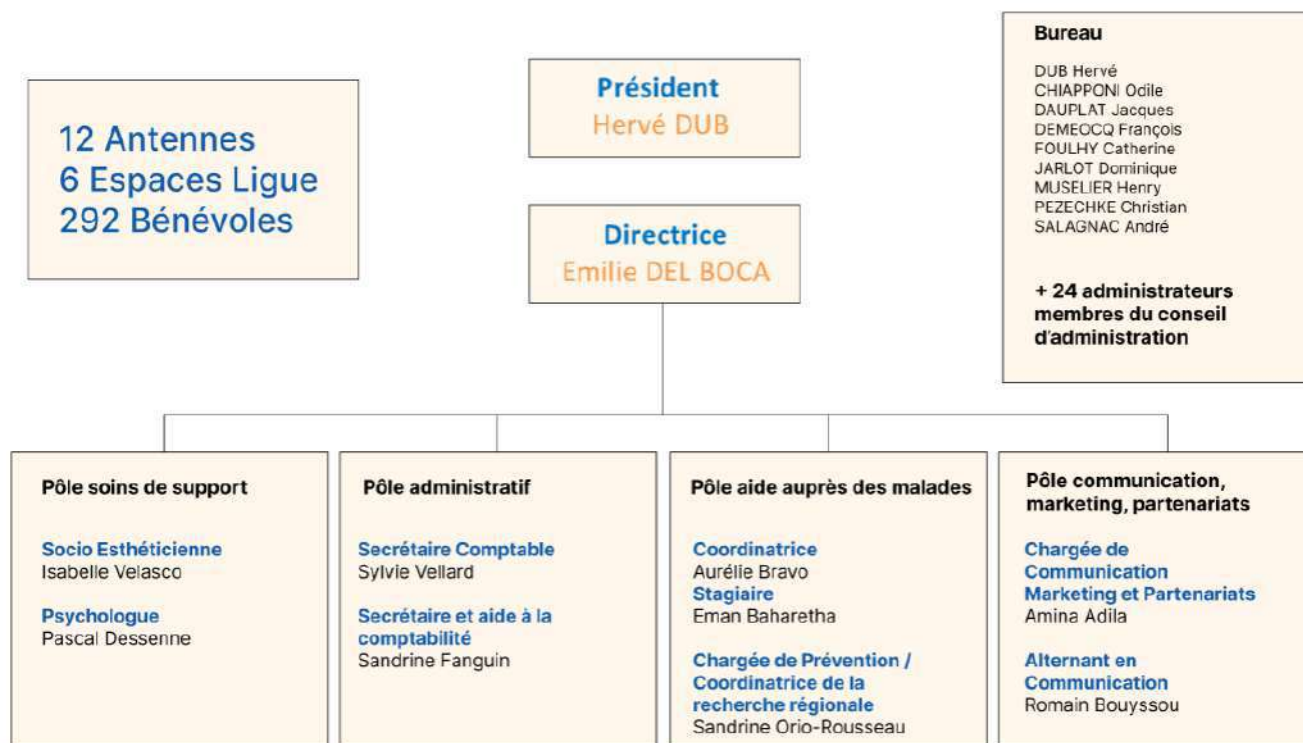 12 Antennes
6 Espaces Ligue
292 Bénévoles
Président
Hervé DUB
Directrice
Emilie DEL BOCA
Bureau
DUB Hervé
CHIAPPONI Odile
DAUPLAT Jacques
DEMEOCQ François
FOULHY Catherine
JARLOT Dominique
MUSELIER Henry
PEZECHKE Christian
SALAGNAC André
+ 24 administrateurs
membres du conseil
d'administration
Pôle soins de support
Socio Esthéticienne
Isabelle Velasco
Psychologue
Pascal Dessenne
Pôle administratif
Secrétaire Comptable
Sylvie Vellard
Secrétaire et aide à la
comptabilité
Sandrine Fanguin
Pôle aide auprès des malades
Coordinatrice
Aurélie Bravo
Stagiaire
Eman Baharetha
Chargée de Prévention /
Coordinatrice de la
recherche régionale
Sandrine Orio-Rousseau
Pôle communication,
marketing, partenariats
Chargée de
Communication
Marketing et Partenariats
Amina Adila
Alternant en
Communication
Romain Bouyssou